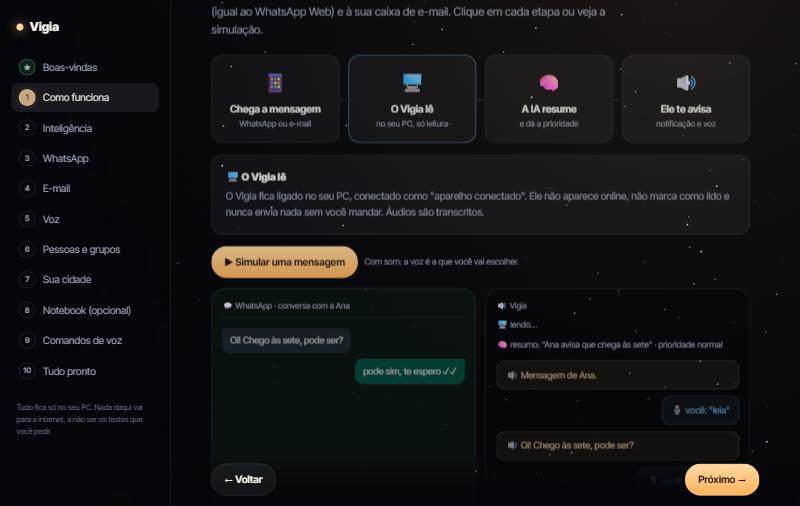 Vigia
Boas-vindas
1 Como funciona
2 Inteligência
3 WhatsApp
4 E-mail
5 Voz
6 Pessoas e grupos
7 Sua cidade
8 Notebook (opcional)
9 Comandos de voz
10 Tudo pronto
Tudo fica só no seu PC. Nada daqui vai
para a internet, a não ser os testes que
você pedir.
(igual ao WhatsApp Web) e à sua caixa de e-mail. Clique em cada etapa ou veja a
simulação.
Chega a mensagem
WhatsApp ou e-mail
O Vigia lê
no seu PC, só leitura
A IA resume
e dá a prioridade
Ele te avisa
notificação e voz
O Vigia lê
O Vigia fica ligado no seu PC, conectado como "aparelho conectado". Ele não aparece online, não marca como lido e
nunca envia nada sem você mandar. Áudios são transcritos.
▶ Simular uma mensagem
Com som: a voz é a que você vai escolher.
WhatsApp · conversa com a Ana
Oi! Chego às sete, pode ser?
pode sim, te espero ✓✓
Vigia
lendo...
resumo: "Ana avisa que chega às sete" · prioridade normal
Mensagem de Ana.
você: "leia"
Oi! Chego às sete, pode ser?
← Voltar
Próximo →